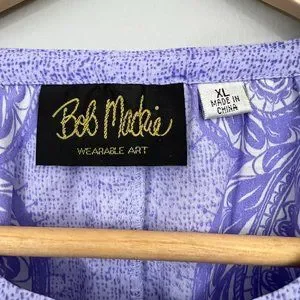 Bob Mackie
WEARABLE ART
XL
MADE IN
CHINA